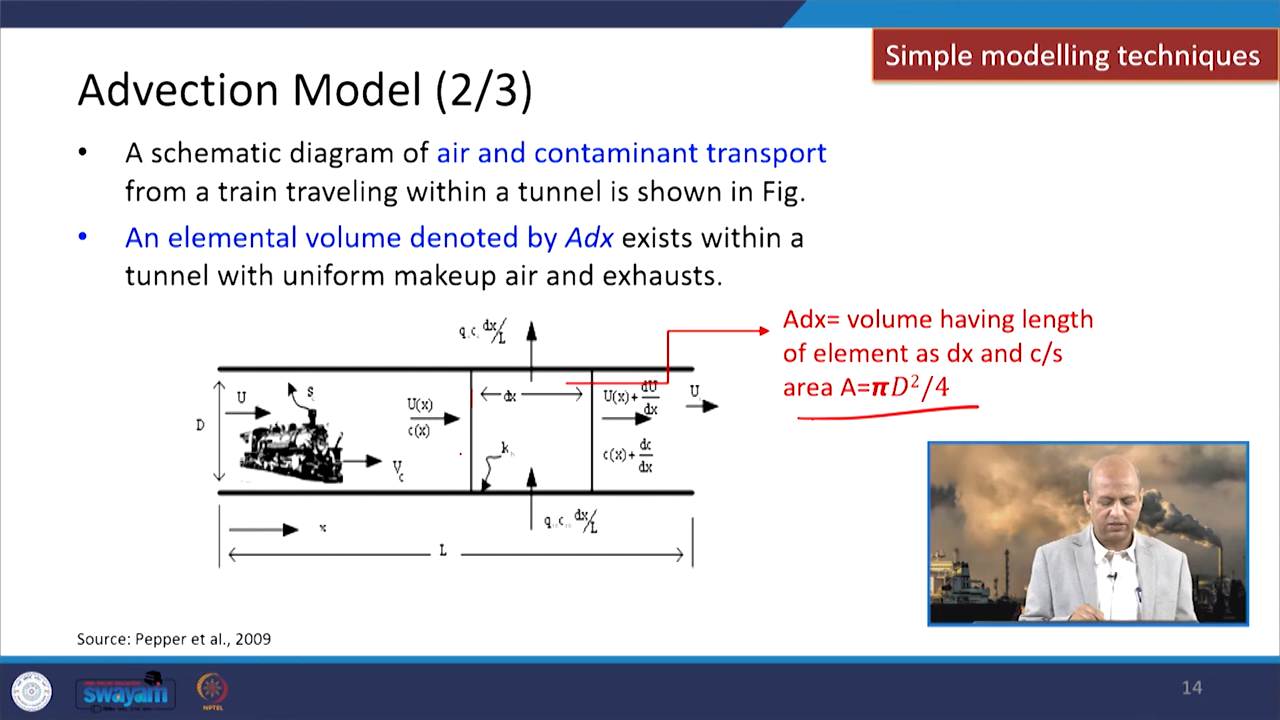 Simple modelling techniques
Advection Model (2/3)
• A schematic diagram of air and contaminant transport
from a train traveling within a tunnel is shown in Fig.
• An elemental volume denoted by Adx exists within a
tunnel with uniform makeup air and exhausts.
Adx= volume having length
of element as dx and c/s
area A=πD²/4
q c dx/L
U
S
D
V c
U(x)
c(x)
dx
k
U(x)+ dU/dx
c(x)+ dc/dx
U
q c dx/L
x
L
Source: Pepper et al., 2009
swayam
NPTEL
14